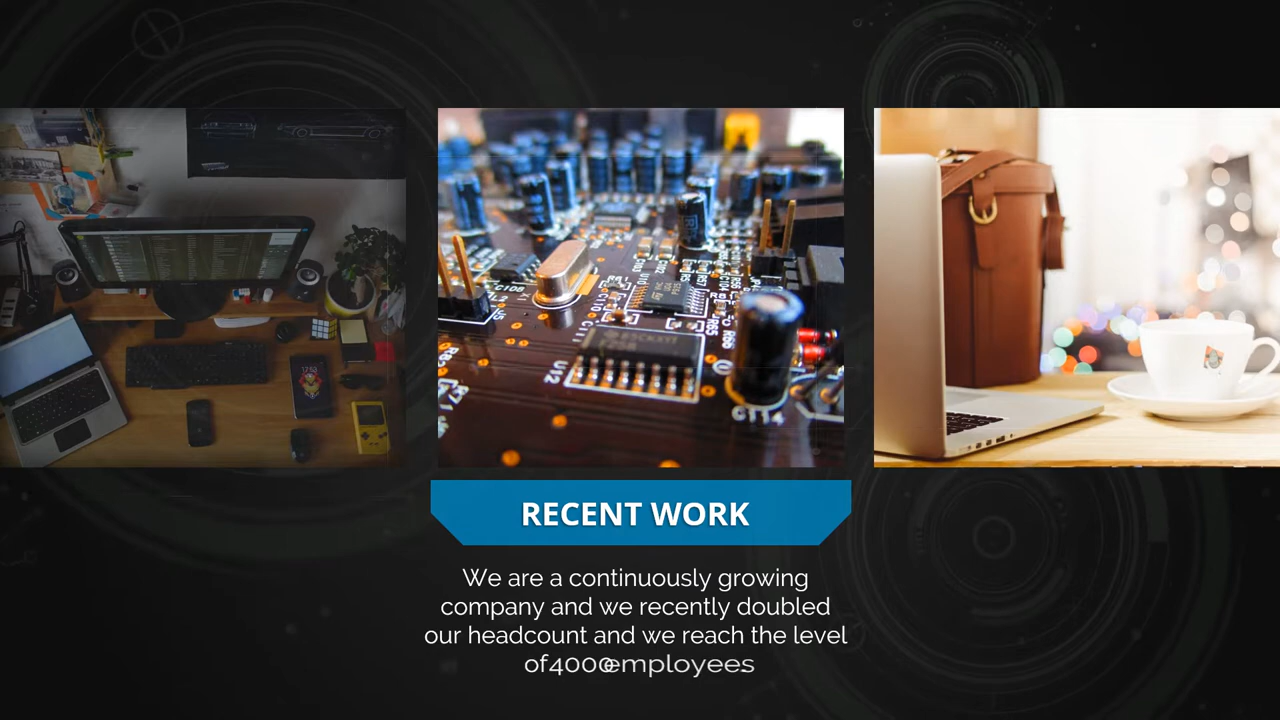 RECENT WORK
We are a continuously growing
company and we recently doubled
our headcount and we reach the level
of4000employees